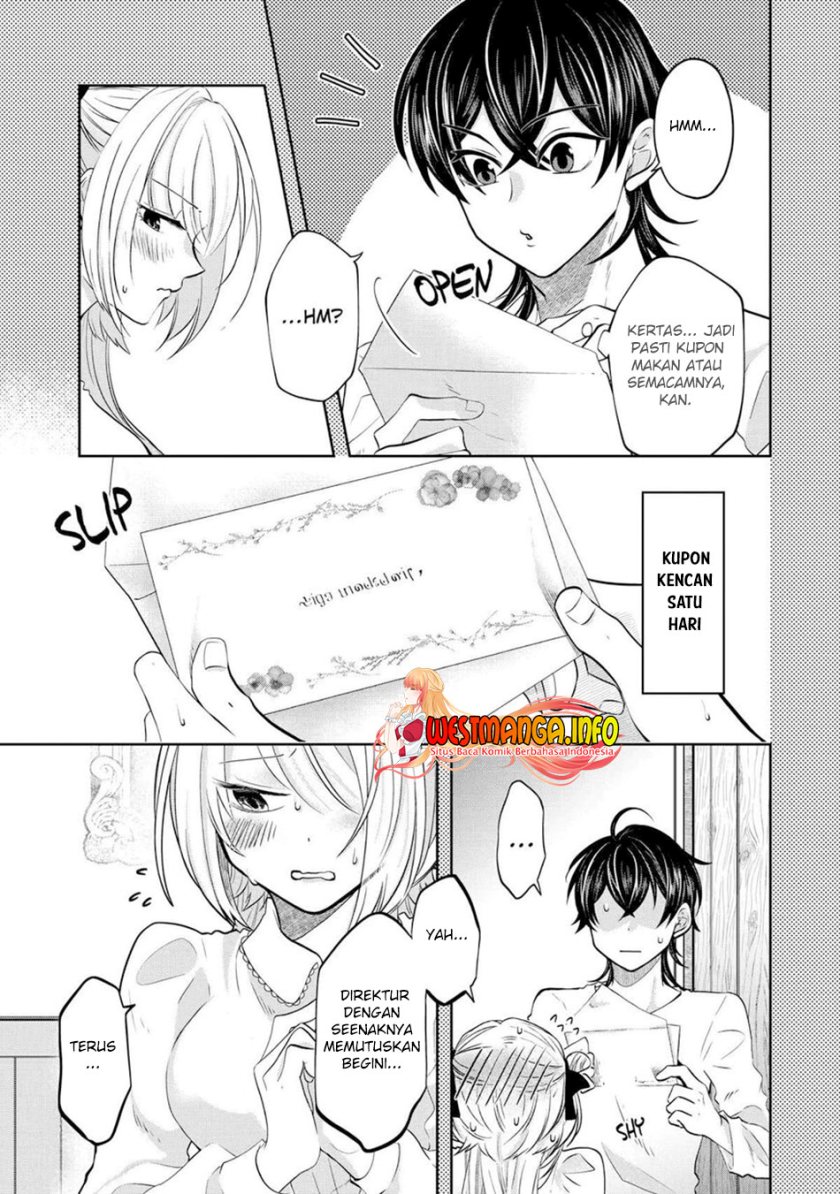 HMM...
KERTAS... JADI
PASTI KUPON
MAKAN ATAU
SEMACAMNYA,
KAN.
OPEN
...HM?
SLIP
KUPON
KENCAN
SATU
HARI
WESTMANGA.INFO
Situs Baca Komik Berbahasa Indonesia
...
SHY
YAH...
DIREKTUR
DENGAN
SEENAKNYA
MEMUTUSKAN
BEGINI...
TERUS
...